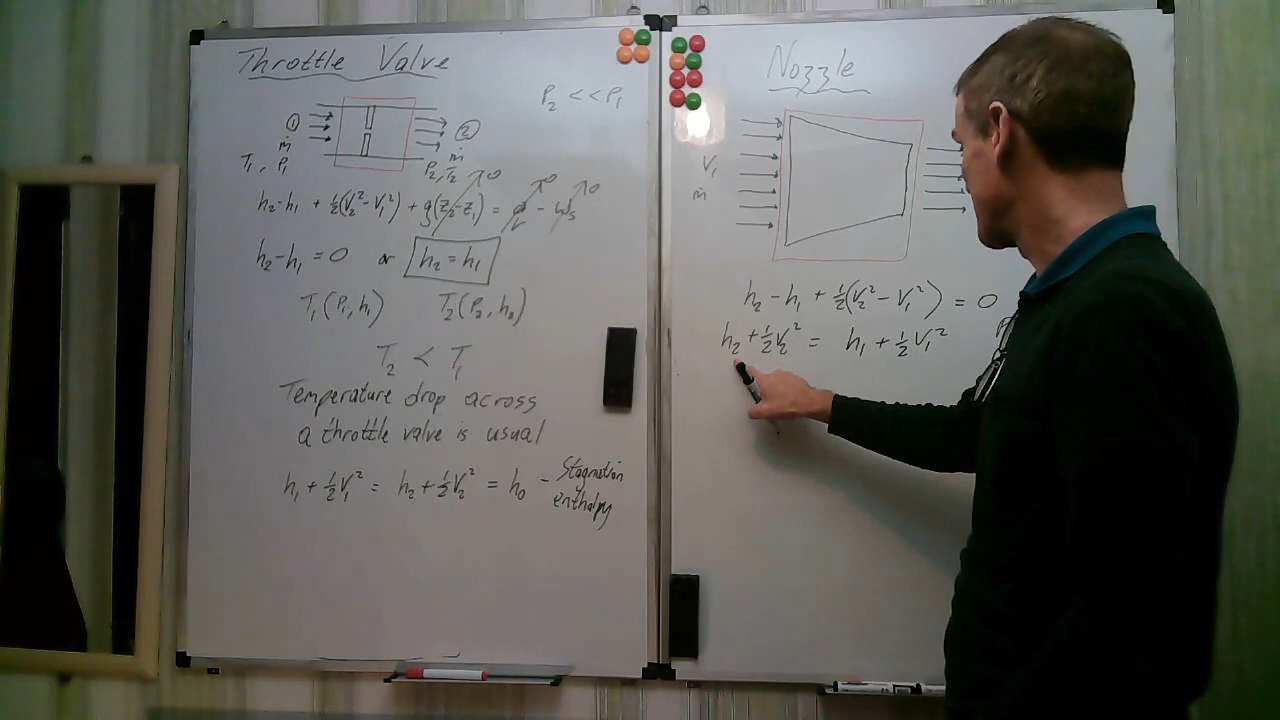 Throttle Valve
P₂ << P₁
①
ṁ
T₁, P₁
②
ṁ
P₂, T₂
h₂-h₁ + ½(V₂²-V₁²) + g(z₂-z₁) = q - w_s
0 0 0
h₂-h₁ = 0 or h₂ = h₁
T₁(P₁, h₁) T₂(P₂, h₂)
T₂ < T₁
Temperature drop across
a throttle valve is usual
h₁ + ½V₁² = h₂ + ½V₂² = h₀ - Stagnation
enthalpy
Nozzle
V₁
ṁ
h₂ - h₁ + ½(V₂² - V₁²) = 0
h₂ + ½V₂² = h₁ + ½V₁²